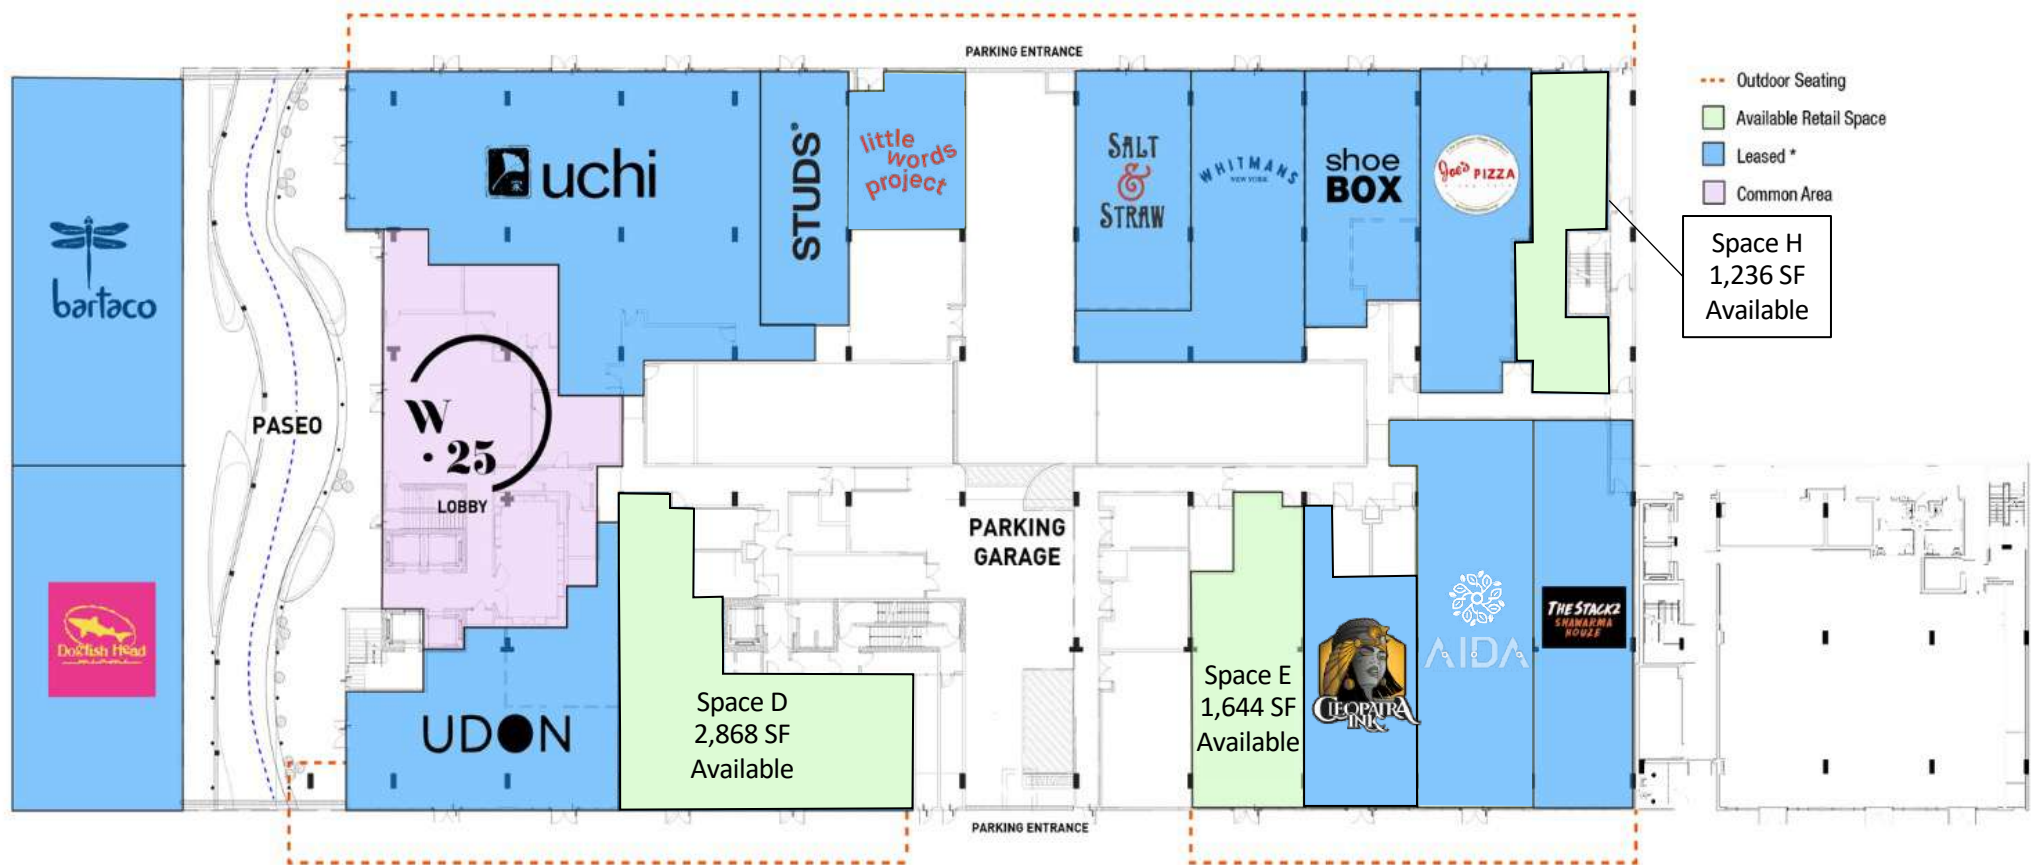 PARKING ENTRANCE
Outdoor Seating
Available Retail Space
Leased *
Common Area
Space H
1,236 SF
Available
bartaco
PASEO
uchi
STUDS®
little
words
project
SALT
&
STRAW
WHITMANS
NEW YORK
shoe
BOX
Joe's PIZZA
W
• 25
LOBBY
PARKING
GARAGE
Dogfish Head
UDON
Space D
2,868 SF
Available
Space E
1,644 SF
Available
CLEOPATRA
INK
AIDA
THE STACKZ
SHAWARMA
HOUZE
PARKING ENTRANCE